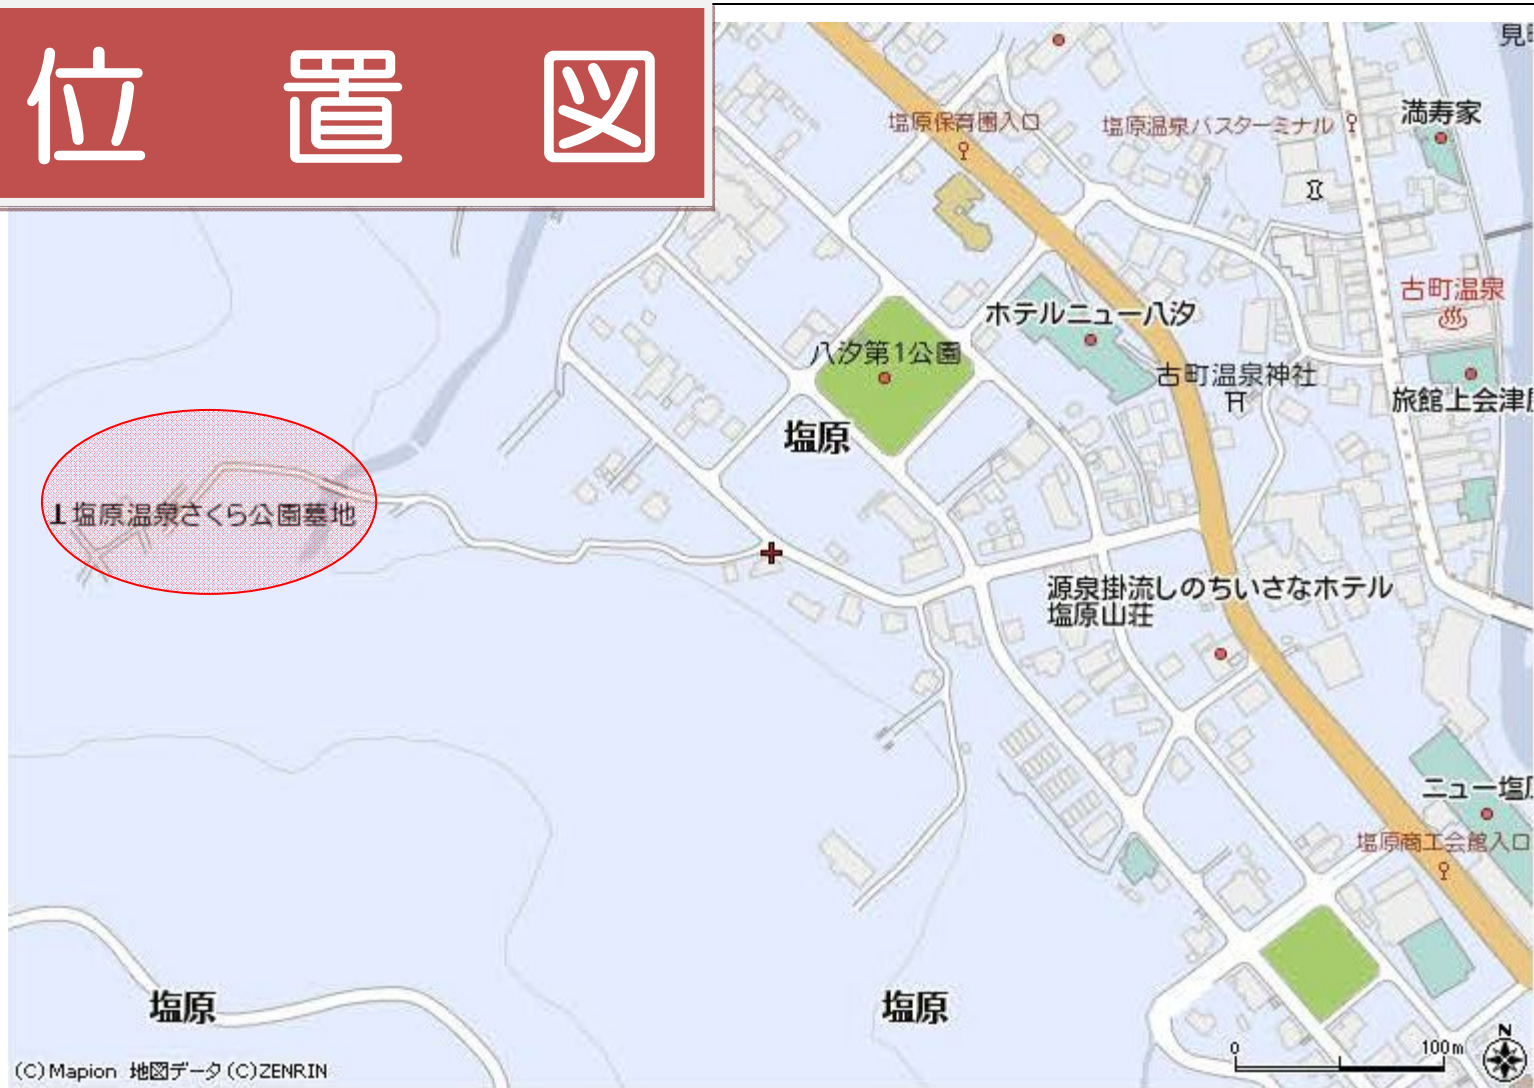 位置図
見
満寿家
塩原保育園入口
塩原温泉バスターミナル
古町温泉
ホテルニュー八汐
八汐第1公園
古町温泉神社
旅館上会津
塩原
塩原温泉さくら公園墓地
源泉掛流しのちいさなホテル
塩原山荘
ニュー塩
塩原商工会館入口
塩原
塩原
0
100m
N
(C)Mapion 地図データ(C)ZENRIN